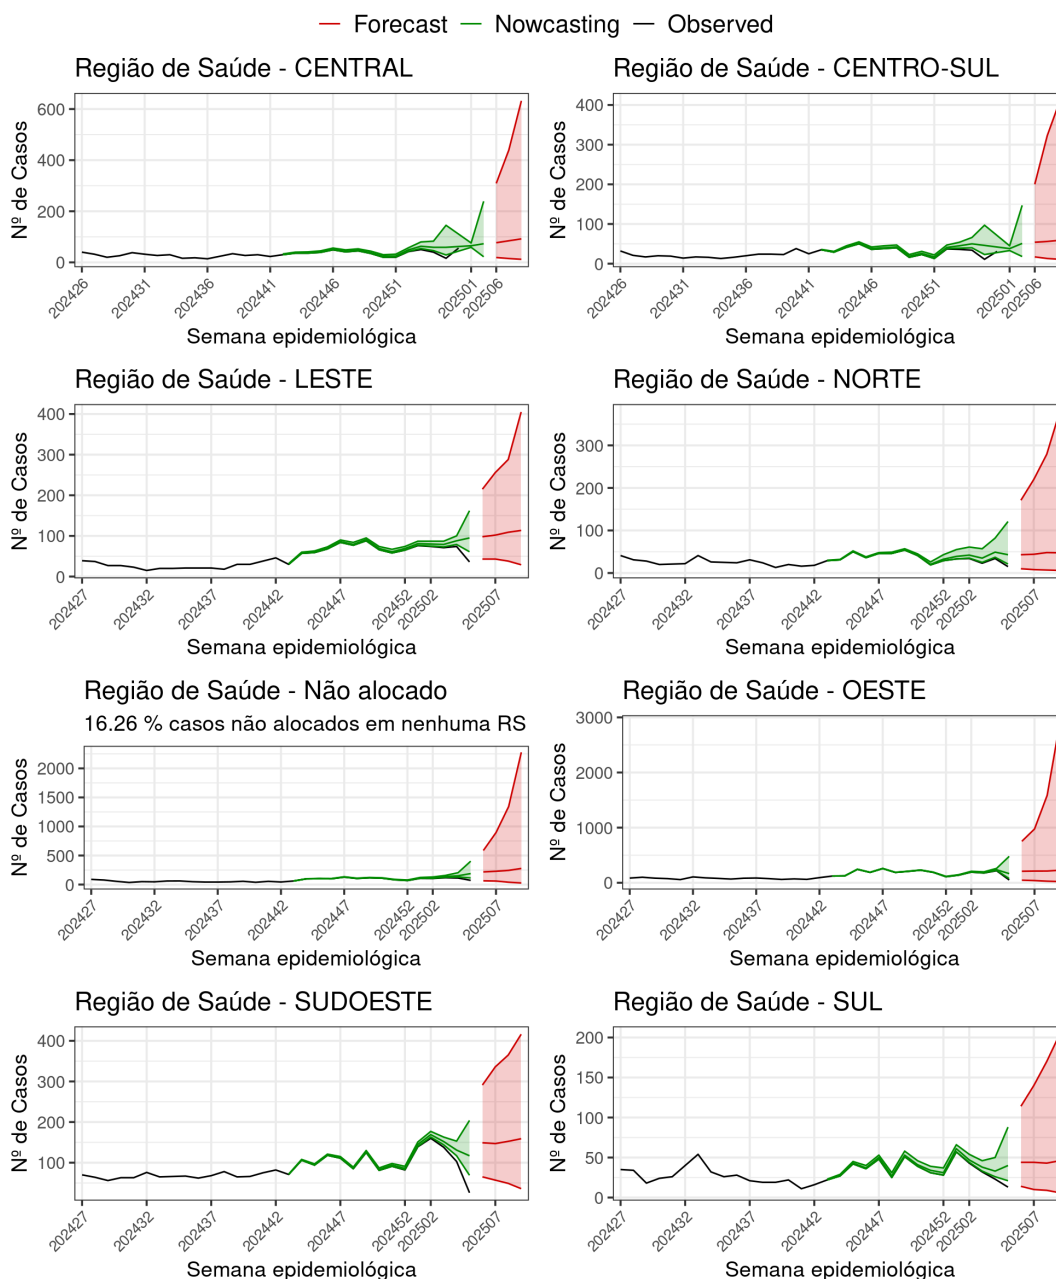 Forecast Nowcasting Observed
Região de Saúde - CENTRAL
Nº de Casos
600
400
200
0
202426 202431 202436 202441 202446 202451 202501 202506
Semana epidemiológica
Região de Saúde - CENTRO-SUL
Nº de Casos
400
300
200
100
0
202426 202431 202436 202441 202446 202451 202501 202506
Semana epidemiológica
Região de Saúde - LESTE
Nº de Casos
400
300
200
100
0
202427 202432 202437 202442 202447 202452 202502 202507
Semana epidemiológica
Região de Saúde - NORTE
Nº de Casos
300
200
100
0
202427 202432 202437 202442 202447 202452 202502 202507
Semana epidemiológica
Região de Saúde - Não alocado
16.26 % casos não alocados em nenhuma RS
Nº de Casos
2000
1500
1000
500
0
202427 202432 202437 202442 202447 202452 202502 202507
Semana epidemiológica
Região de Saúde - OESTE
Nº de Casos
3000
2000
1000
0
202427 202432 202437 202442 202447 202452 202502 202507
Semana epidemiológica
Região de Saúde - SUDOESTE
Nº de Casos
400
300
200
100
202427 202432 202437 202442 202447 202452 202502 202507
Semana epidemiológica
Região de Saúde - SUL
Nº de Casos
200
150
100
50
0
202427 202432 202437 202442 202447 202452 202502 202507
Semana epidemiológica